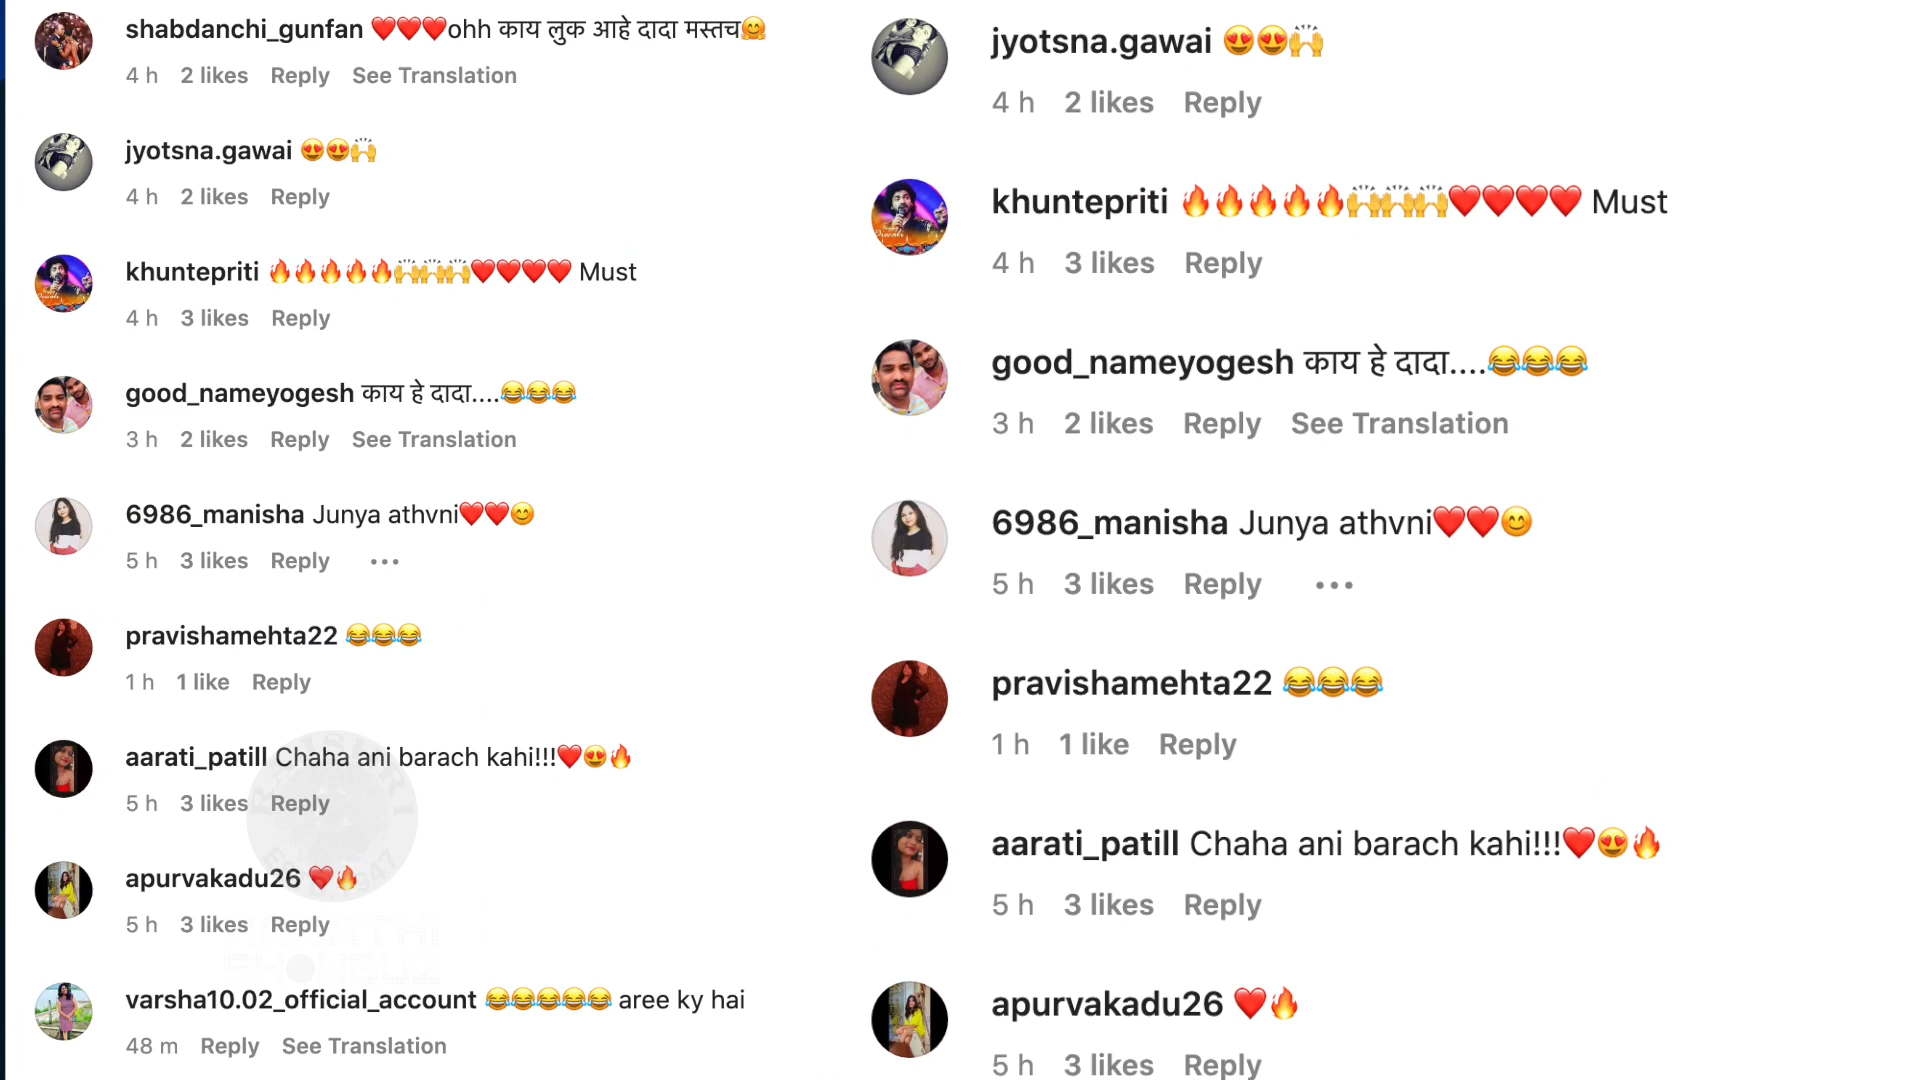 shabdanchi_gunfan ❤️❤️❤️ohh काय लुक आहे दादा मस्तच🤗
4 h 2 likes Reply See Translation
jyotsna.gawai 😍😍🙌
4 h 2 likes Reply
khuntepriti 🔥🔥🔥🔥🔥🙌🙌🙌❤️❤️❤️❤️ Must
4 h 3 likes Reply
good_nameyogesh काय हे दादा....😂😂😂
3 h 2 likes Reply See Translation
6986_manisha Junya athvni❤️❤️😊
5 h 3 likes Reply ...
pravishamehta22 😂😂😂
1 h 1 like Reply
aarati_patill Chaha ani barach kahi!!!❤️😍🔥
5 h 3 likes Reply
apurvakadu26 ❤️🔥
5 h 3 likes Reply
varsha10.02_official_account 😂😂😂😂😂 aree ky hai
48 m Reply See Translation
jyotsna.gawai 😍😍🙌
4 h 2 likes Reply
khuntepriti 🔥🔥🔥🔥🔥🙌🙌🙌❤️❤️❤️❤️ Must
4 h 3 likes Reply
good_nameyogesh काय हे दादा....😂😂😂
3 h 2 likes Reply See Translation
6986_manisha Junya athvni❤️❤️😊
5 h 3 likes Reply ...
pravishamehta22 😂😂😂
1 h 1 like Reply
aarati_patill Chaha ani barach kahi!!!❤️😍🔥
5 h 3 likes Reply
apurvakadu26 ❤️🔥
5 h 3 likes Reply